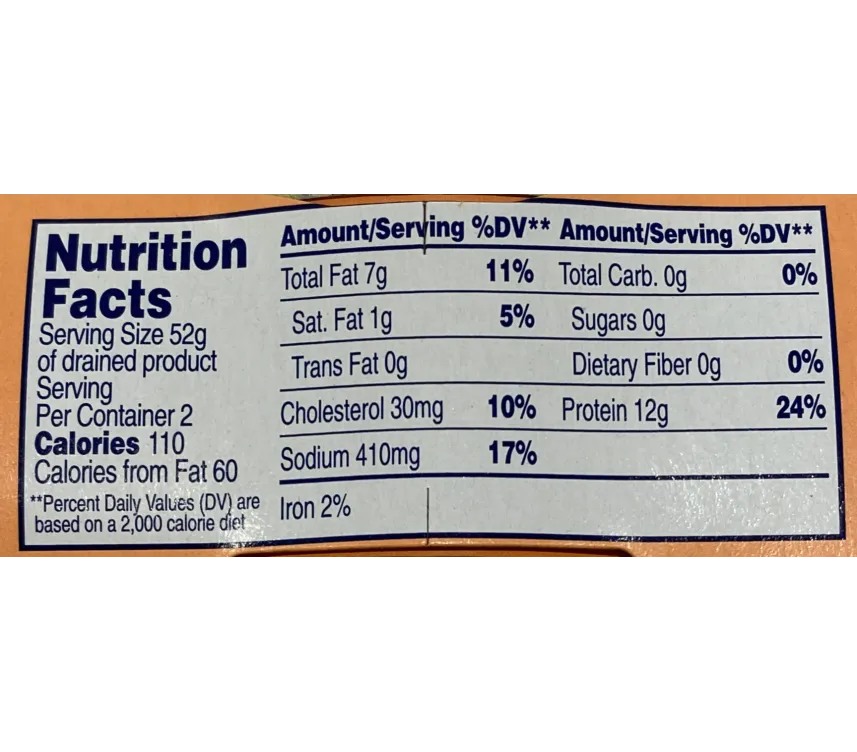 Nutrition
Facts
Serving Size 52g
of drained product
Serving
Per Container 2
Calories 110
Calories from Fat 60
**Percent Daily Values (DV) are
based on a 2,000 calorie diet
Amount/Serving %DV**
Total Fat 7g 11%
Sat. Fat 1g 5%
Trans Fat 0g
Cholesterol 30mg 10%
Sodium 410mg 17%
Iron 2%
Amount/Serving %DV**
Total Carb. 0g 0%
Sugars 0g
Dietary Fiber 0g 0%
Protein 12g 24%